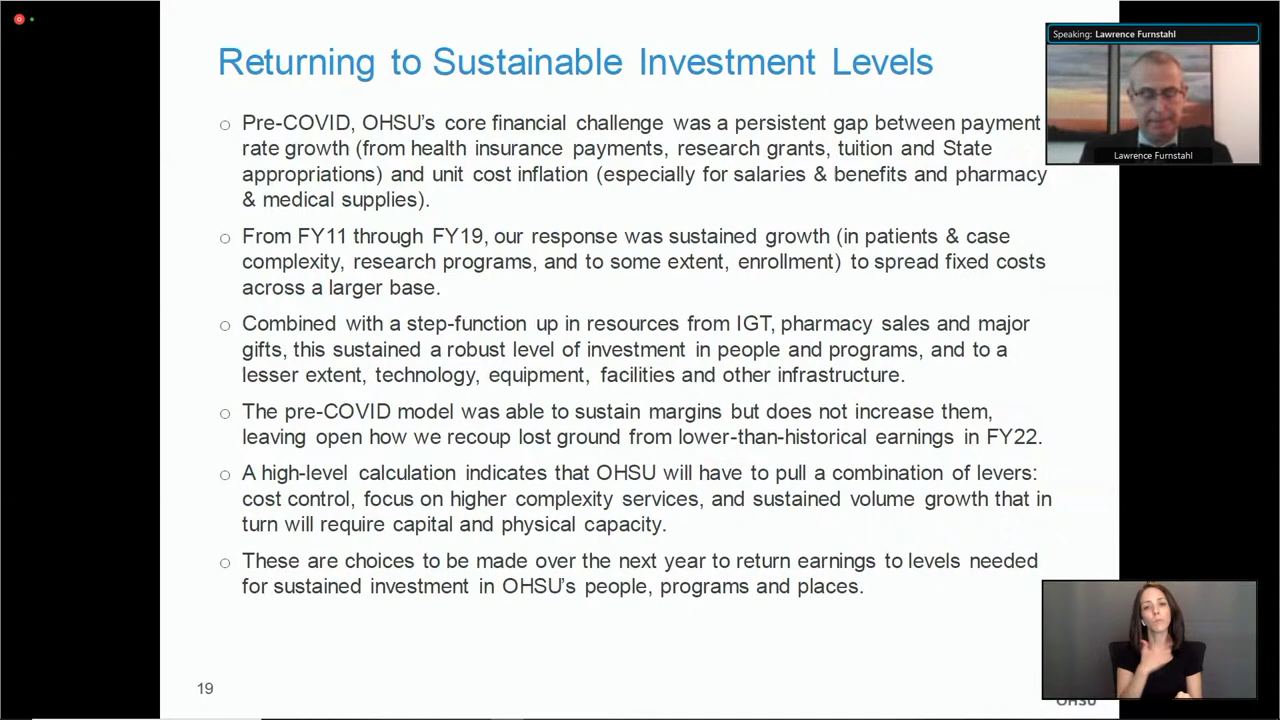 Returning to Sustainable Investment Levels
Speaking: Lawrence Furnstahl
Lawrence Furnstahl
Pre-COVID, OHSU's core financial challenge was a persistent gap between payment
rate growth (from health insurance payments, research grants, tuition and State
appropriations) and unit cost inflation (especially for salaries & benefits and pharmacy
& medical supplies).
From FY11 through FY19, our response was sustained growth (in patients & case
complexity, research programs, and to some extent, enrollment) to spread fixed costs
across a larger base.
Combined with a step-function up in resources from IGT, pharmacy sales and major
gifts, this sustained a robust level of investment in people and programs, and to a
lesser extent, technology, equipment, facilities and other infrastructure.
The pre-COVID model was able to sustain margins but does not increase them,
leaving open how we recoup lost ground from lower-than-historical earnings in FY22.
A high-level calculation indicates that OHSU will have to pull a combination of levers:
cost control, focus on higher complexity services, and sustained volume growth that in
turn will require capital and physical capacity.
These are choices to be made over the next year to return earnings to levels needed
for sustained investment in OHSU's people, programs and places.
19
OHSU